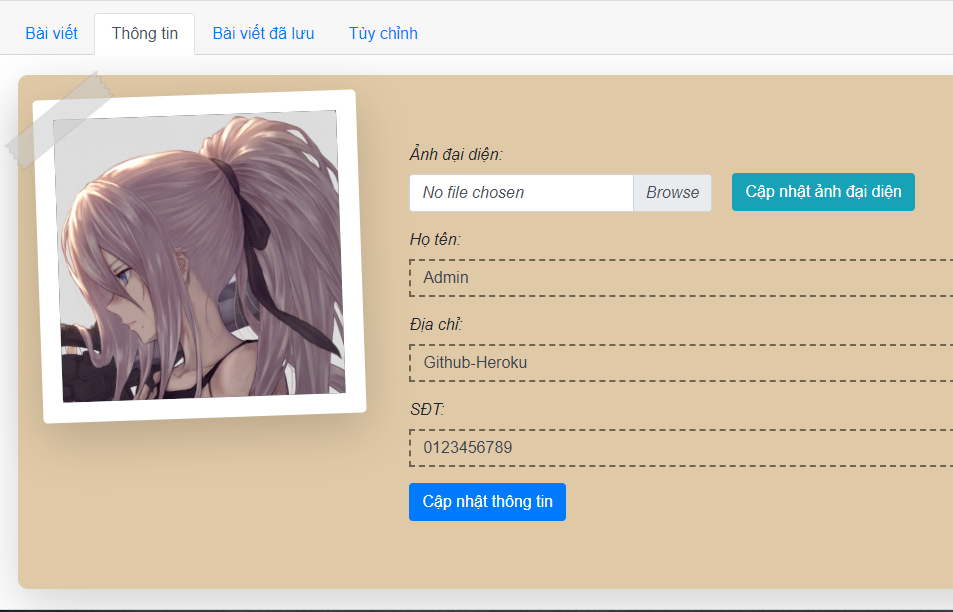 Bài viết Thông tin Bài viết đã lưu Tùy chỉnh
Ảnh đại diện:
No file chosen Browse Cập nhật ảnh đại diện
Họ tên:
Admin
Địa chỉ:
Github-Heroku
SĐT:
0123456789
Cập nhật thông tin